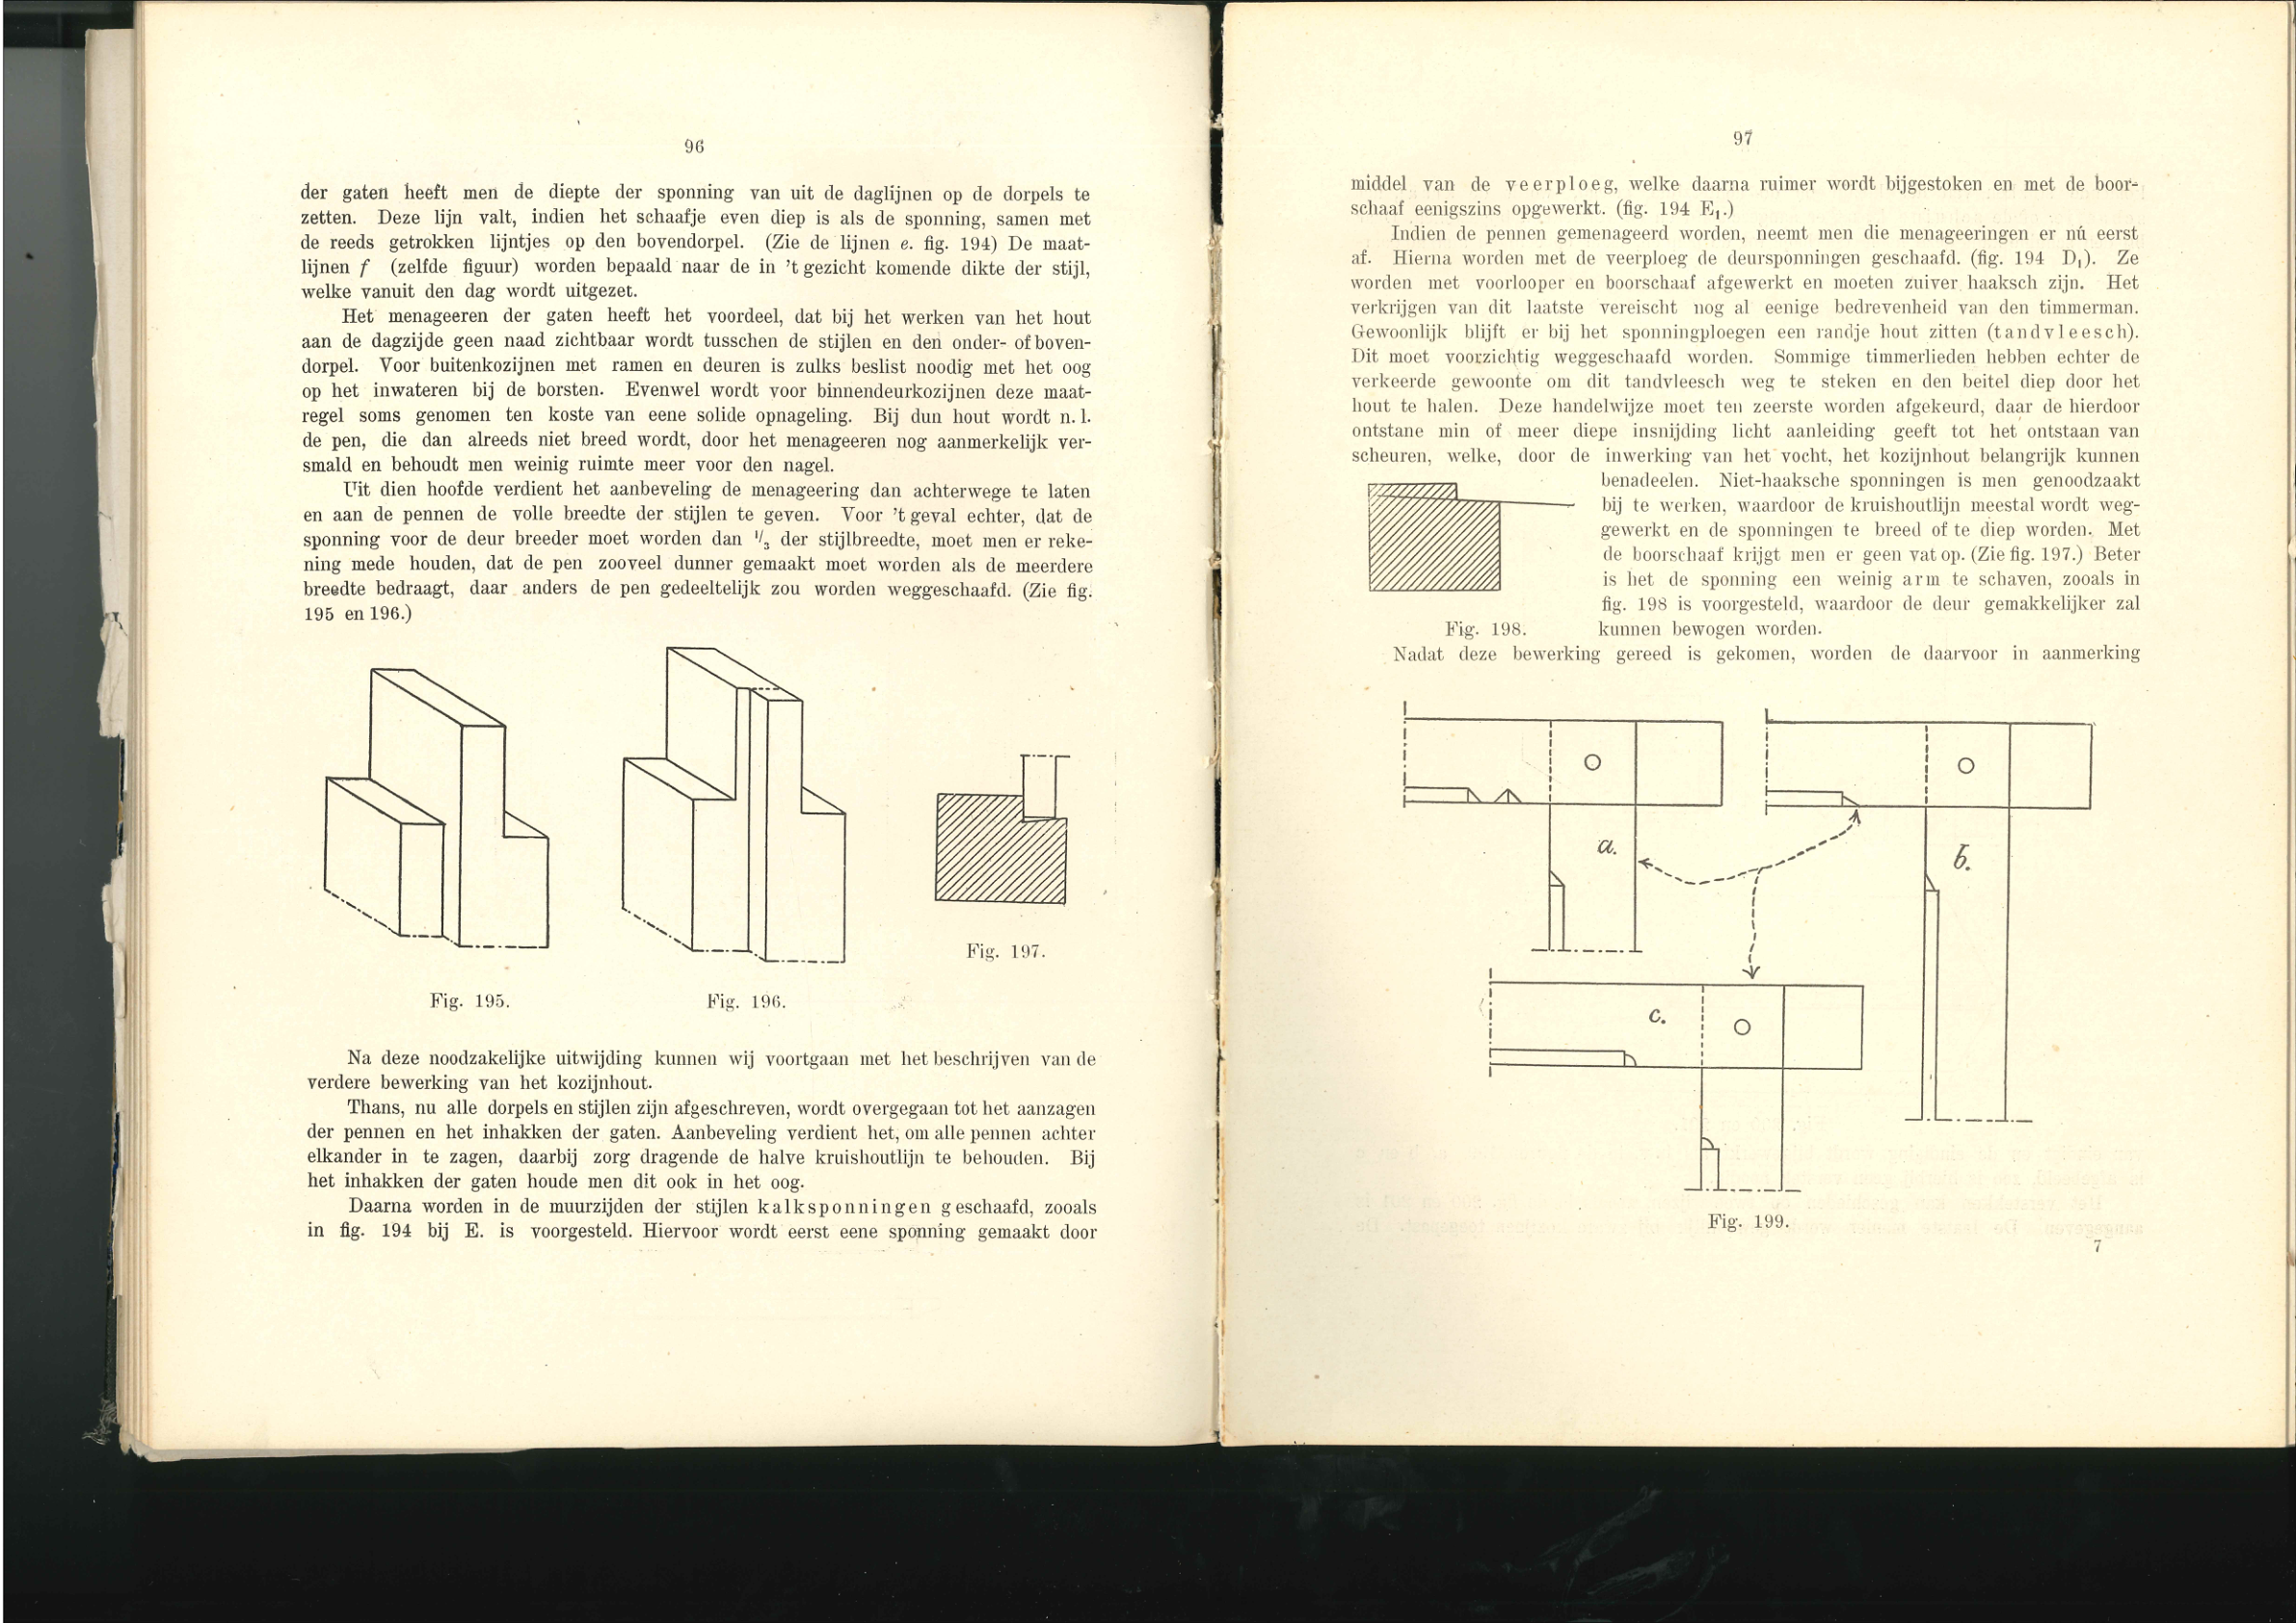 96
der gaten heeft men de diepte der sponning van uit de daglijnen op de dorpels te
zetten. Deze lijn valt, indien het schaafje even diep is als de sponning, samen met
de reeds getrokken lijntjes op den bovendorpel. (Zie de lijnen e. fig. 194) De maat-
lijnen f (zelfde figuur) worden bepaald naar de in 't gezicht komende dikte der stijl,
welke vanuit den dag wordt uitgezet.
Het menageeren der gaten heeft het voordeel, dat bij het werken van het hout
aan de dagzijde geen naad zichtbaar wordt tusschen de stijlen en den onder- of boven-
dorpel. Voor buitenkozijnen met ramen en deuren is zulks beslist noodig met het oog
op het inwateren bij de borsten. Evenwel wordt voor binnendeurkozijnen deze maat-
regel soms genomen ten koste van eene solide opnageling. Bij dun hout wordt n. l.
de pen, die dan alreeds niet breed wordt, door het menageeren nog aanmerkelijk ver-
smald en behoudt men weinig ruimte meer voor den nagel.
Uit dien hoofde verdient het aanbeveling de menageering dan achterwege te laten
en aan de pennen de volle breedte der stijlen te geven. Voor 't geval echter, dat de
sponning voor de deur breeder moet worden dan 1/3 der stijlbreedte, moet men er reke-
ning mede houden, dat de pen zooveel dunner gemaakt moet worden als de meerdere
breedte bedraagt, daar anders de pen gedeeltelijk zou worden weggeschaafd. (Zie fig.
195 en 196.)
Fig. 197.
Fig. 195.
Fig. 196.
Na deze noodzakelijke uitwijding kunnen wij voortgaan met het beschrijven van de
verdere bewerking van het kozijnhout.
Thans, nu alle dorpels en stijlen zijn afgeschreven, wordt overgegaan tot het aanzagen
der pennen en het inhakken der gaten. Aanbeveling verdient het, om alle pennen achter
elkander in te zagen, daarbij zorg dragende de halve kruishoutlijn te behouden. Bij
het inhakken der gaten houde men dit ook in het oog.
Daarna worden in de muurzijden der stijlen kalksponningen geschaafd, zooals
in fig. 194 bij E. is voorgesteld. Hiervoor wordt eerst eene sponning gemaakt door
97
middel van de veerploeg, welke daarna ruimer wordt bijgestoken en met de boor-
schaaf eenigszins opgewerkt. (fig. 194 E₁.)
Indien de pennen gemenageerd worden, neemt men die menageeringen er nú eerst
af. Hierna worden met de veerploeg de deursponningen geschaafd. (fig. 194 D₁). Ze
worden met voorlooper en boorschaaf afgewerkt en moeten zuiver haaksch zijn. Het
verkrijgen van dit laatste vereischt nog al eenige bedrevenheid van den timmerman.
Gewoonlijk blijft er bij het sponningploegen een randje hout zitten (tandvleesch).
Dit moet voorzichtig weggeschaafd worden. Sommige timmerlieden hebben echter de
verkeerde gewoonte om dit tandvleesch weg te steken en den beitel diep door het
hout te halen. Deze handelwijze moet ten zeerste worden afgekeurd, daar de hierdoor
ontstane min of meer diepe insnijding licht aanleiding geeft tot het ontstaan van
scheuren, welke, door de inwerking van het vocht, het kozijnhout belangrijk kunnen
benadeelen. Niet-haaksche sponningen is men genoodzaakt
bij te werken, waardoor de kruishoutlijn meestal wordt weg-
gewerkt en de sponningen te breed of te diep worden. Met
de boorschaaf krijgt men er geen vat op. (Zie fig. 197.) Beter
is het de sponning een weinig arm te schaven, zooals in
fig. 198 is voorgesteld, waardoor de deur gemakkelijker zal
kunnen bewogen worden.
Fig. 198.
Nadat deze bewerking gereed is gekomen, worden de daarvoor in aanmerking
a.
b.
c.
Fig. 199.
7